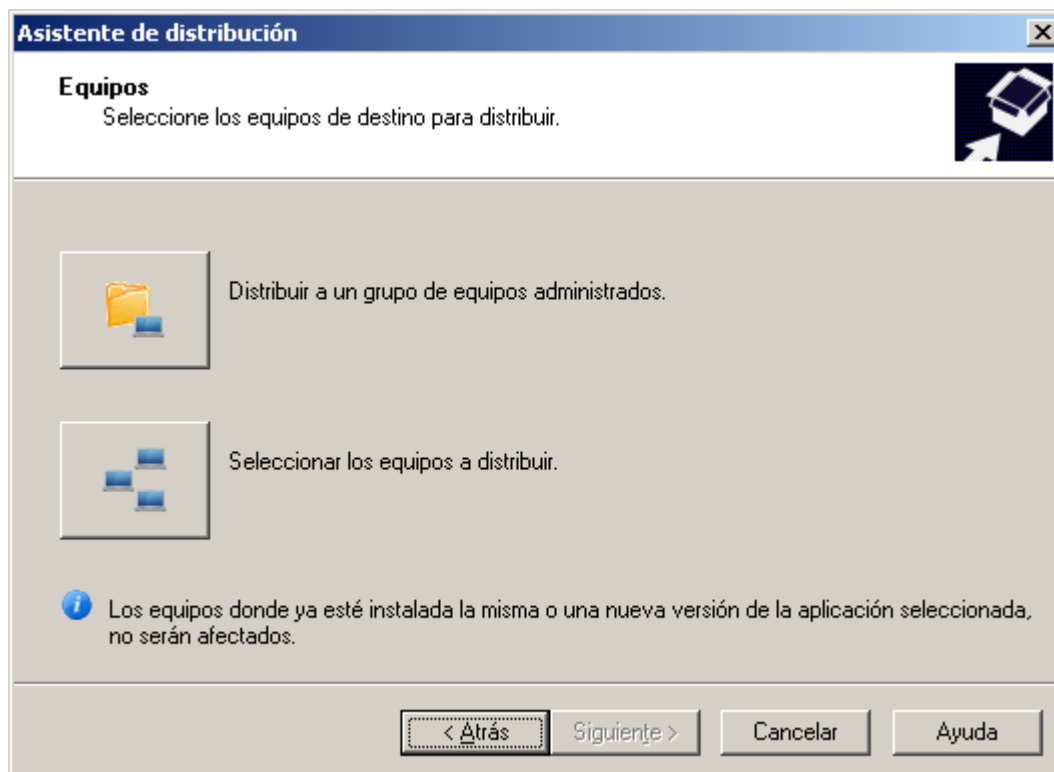 Asistente de distribución
Equipos
Seleccione los equipos de destino para distribuir.
Distribuir a un grupo de equipos administrados.
Seleccionar los equipos a distribuir.
Los equipos donde ya esté instalada la misma o una nueva versión de la aplicación seleccionada,
no serán afectados.
< Atrás
Siguiente >
Cancelar
Ayuda